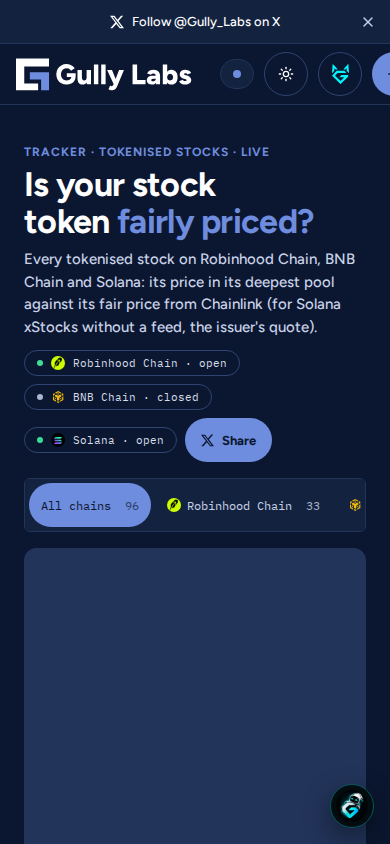 Follow @Gully_Labs on X
Gully Labs
TRACKER · TOKENISED STOCKS · LIVE
Is your stock
token fairly priced?
Every tokenised stock on Robinhood Chain, BNB
Chain and Solana: its price in its deepest pool
against its fair price from Chainlink (for Solana
xStocks without a feed, the issuer's quote).
Robinhood Chain · open
BNB Chain · closed
Solana · open
Share
All chains 96
Robinhood Chain 33